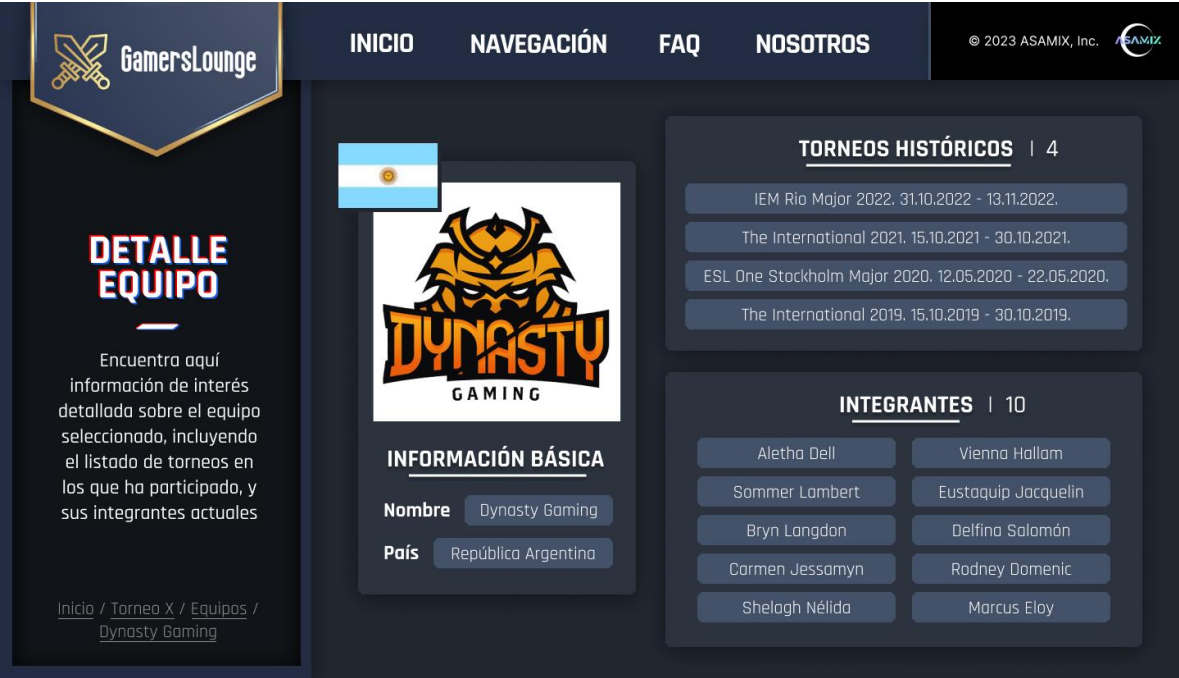 GamersLounge
INICIO
NAVEGACIÓN
FAQ
NOSOTROS
© 2023 ASAMIX, Inc.
ASAMIX
DETALLE
EQUIPO
Encuentra aquí
información de interés
detallada sobre el equipo
seleccionado, incluyendo
el listado de torneos en
los que ha participado, y
sus integrantes actuales
Inicio / Torneo X / Equipos /
Dynasty Gaming
DYNASTY
GAMING
INFORMACIÓN BÁSICA
Nombre Dynasty Gaming
País República Argentina
TORNEOS HISTÓRICOS | 4
IEM Rio Major 2022. 31.10.2022 - 13.11.2022.
The International 2021. 15.10.2021 - 30.10.2021.
ESL One Stockholm Major 2020. 12.05.2020 - 22.05.2020.
The International 2019. 15.10.2019 - 30.10.2019.
INTEGRANTES | 10
Aletha Dell
Vienna Hallam
Sommer Lambert
Eustaquip Jacquelin
Bryn Langdon
Delfina Salomón
Carmen Jessamyn
Rodney Domenic
Shelagh Nélida
Marcus Eloy